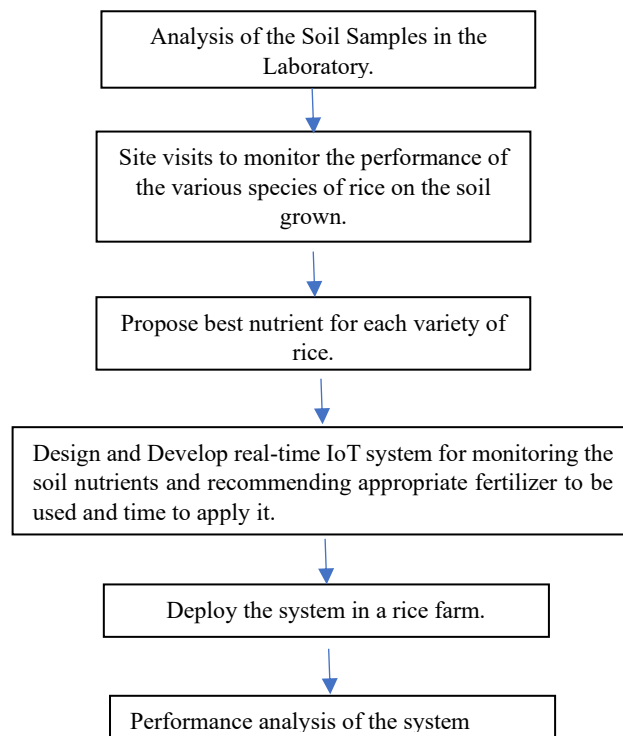 Analysis of the Soil Samples in the
Laboratory.
Site visits to monitor the performance of
the various species of rice on the soil
grown.
Propose best nutrient for each variety of
rice.
Design and Develop real-time IoT system for monitoring the
soil nutrients and recommending appropriate fertilizer to be
used and time to apply it.
Deploy the system in a rice farm.
Performance analysis of the system